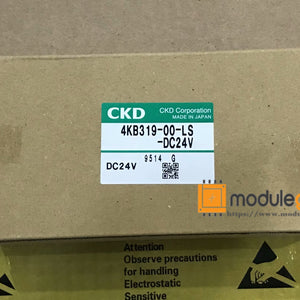 CKD
CKD Corporation
MADE IN JAPAN
4KB319-00-LS
-DC24V
9514 G
DC24V
module
Attention
Observe precautions
for handling
Electrostatic
Sensitive